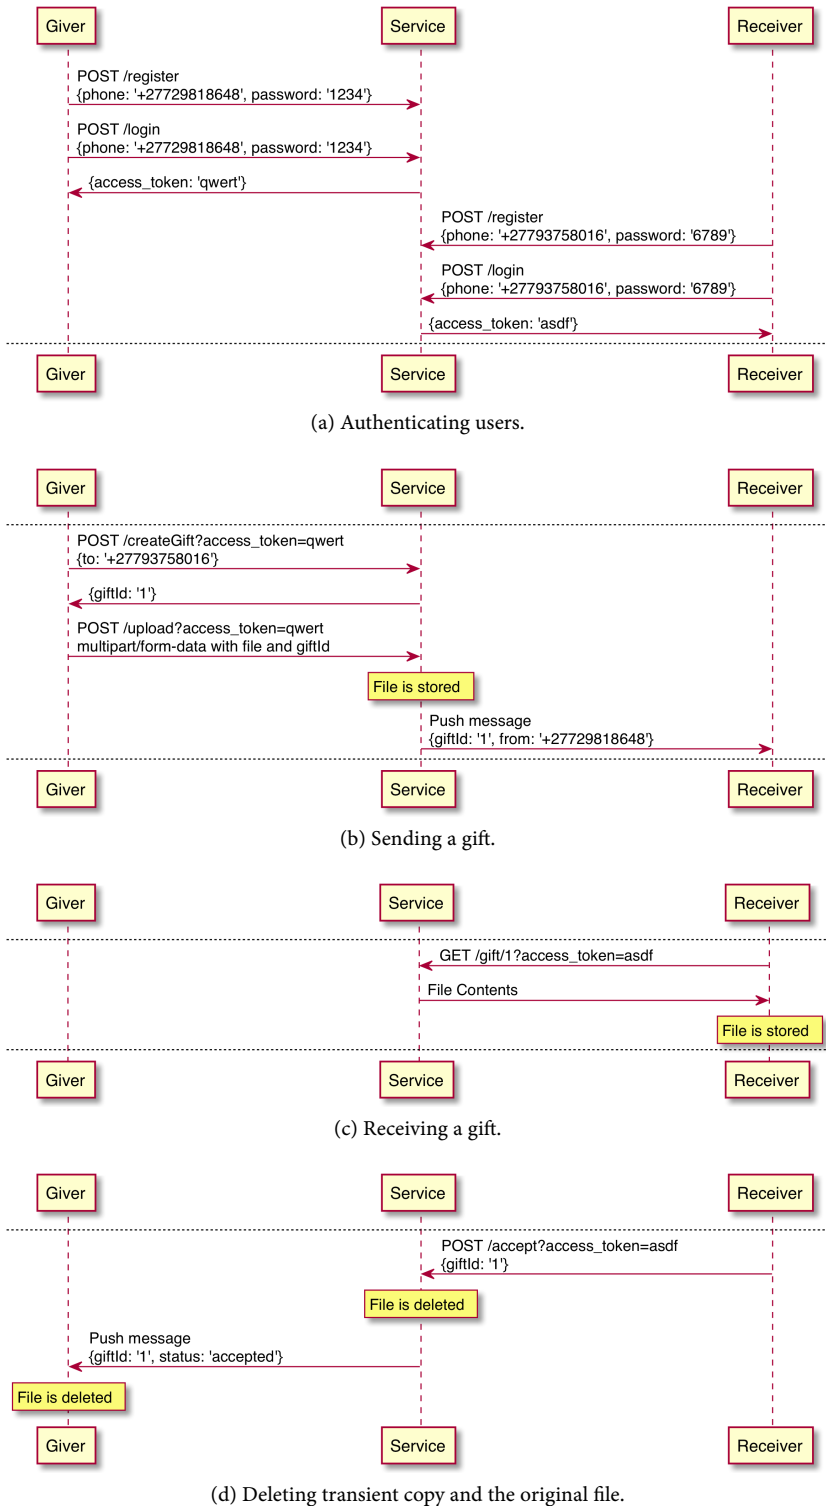 Giver Service Receiver
POST /register
{phone: '+27729818648', password: '1234'}
POST /login
{phone: '+27729818648', password: '1234'}
{access_token: 'qwert'}
POST /register
{phone: '+27793758016', password: '6789'}
POST /login
{phone: '+27793758016', password: '6789'}
{access_token: 'asdf'}
Giver Service Receiver
(a) Authenticating users.
Giver Service Receiver
POST /createGift?access_token=qwert
{to: '+27793758016'}
{giftId: '1'}
POST /upload?access_token=qwert
multipart/form-data with file and giftId
File is stored
Push message
{giftId: '1', from: '+27729818648'}
Giver Service Receiver
(b) Sending a gift.
Giver Service Receiver
GET /gift/1?access_token=asdf
File Contents
File is stored
Giver Service Receiver
(c) Receiving a gift.
Giver Service Receiver
POST /accept?access_token=asdf
{giftId: '1'}
File is deleted
Push message
{giftId: '1', status: 'accepted'}
File is deleted
Giver Service Receiver
(d) Deleting transient copy and the original file.